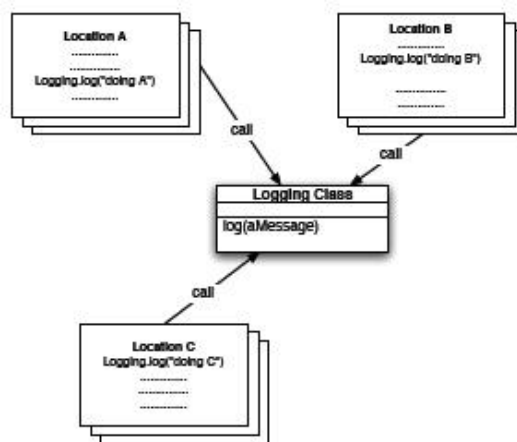 Location A
..................
....................
Logging.log("doing A")
..................
Location B
..................
Logging.log("doing B")
....................
..................
call
call
Logging Class
log(aMessage)
call
Location C
Logging.log("doing C")
..................
..................
..................